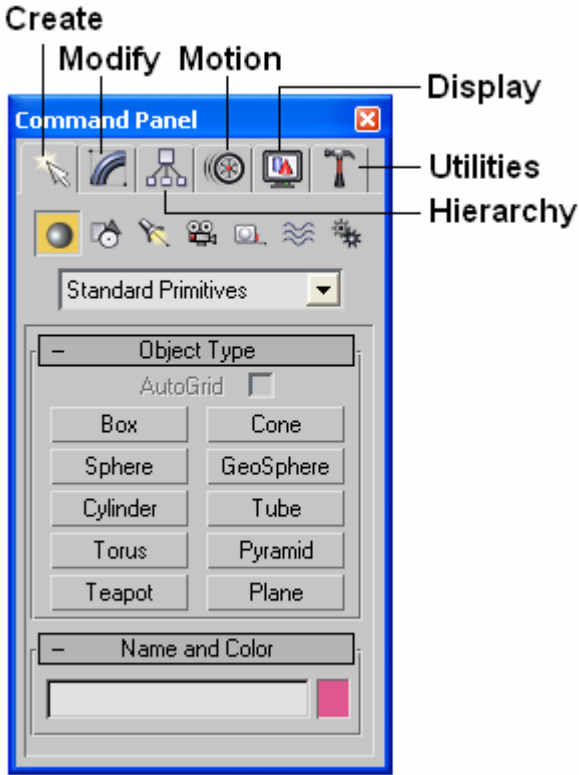 Create
Modify Motion
Display
Command Panel
Utilities
Hierarchy
Standard Primitives
Object Type
AutoGrid
Box Cone
Sphere GeoSphere
Cylinder Tube
Torus Pyramid
Teapot Plane
Name and Color